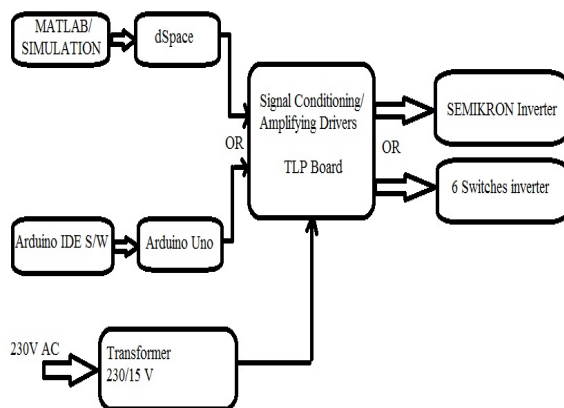 MATLAB/
SIMULATION
dSpace
Signal Conditioning/
Amplifying Drivers
TLP Board
SEMIKRON Inverter
OR
OR
6 Switches inverter
Arduino IDE S/W
Arduino Uno
230V AC
Transformer
230/15 V